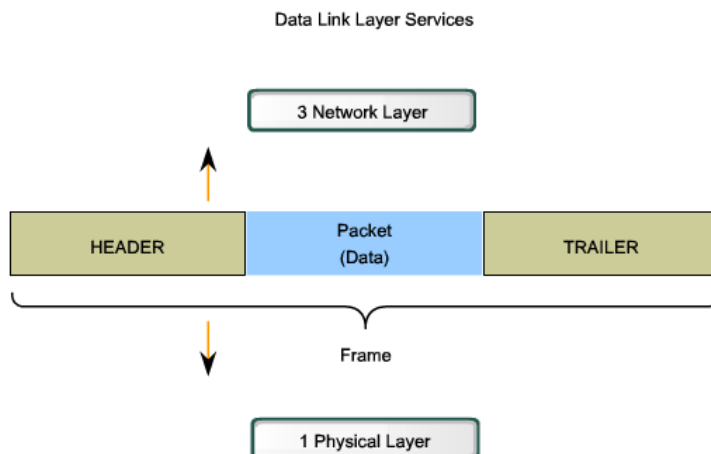 Data Link Layer Services
3 Network Layer
HEADER
Packet
(Data)
TRAILER
Frame
1 Physical Layer